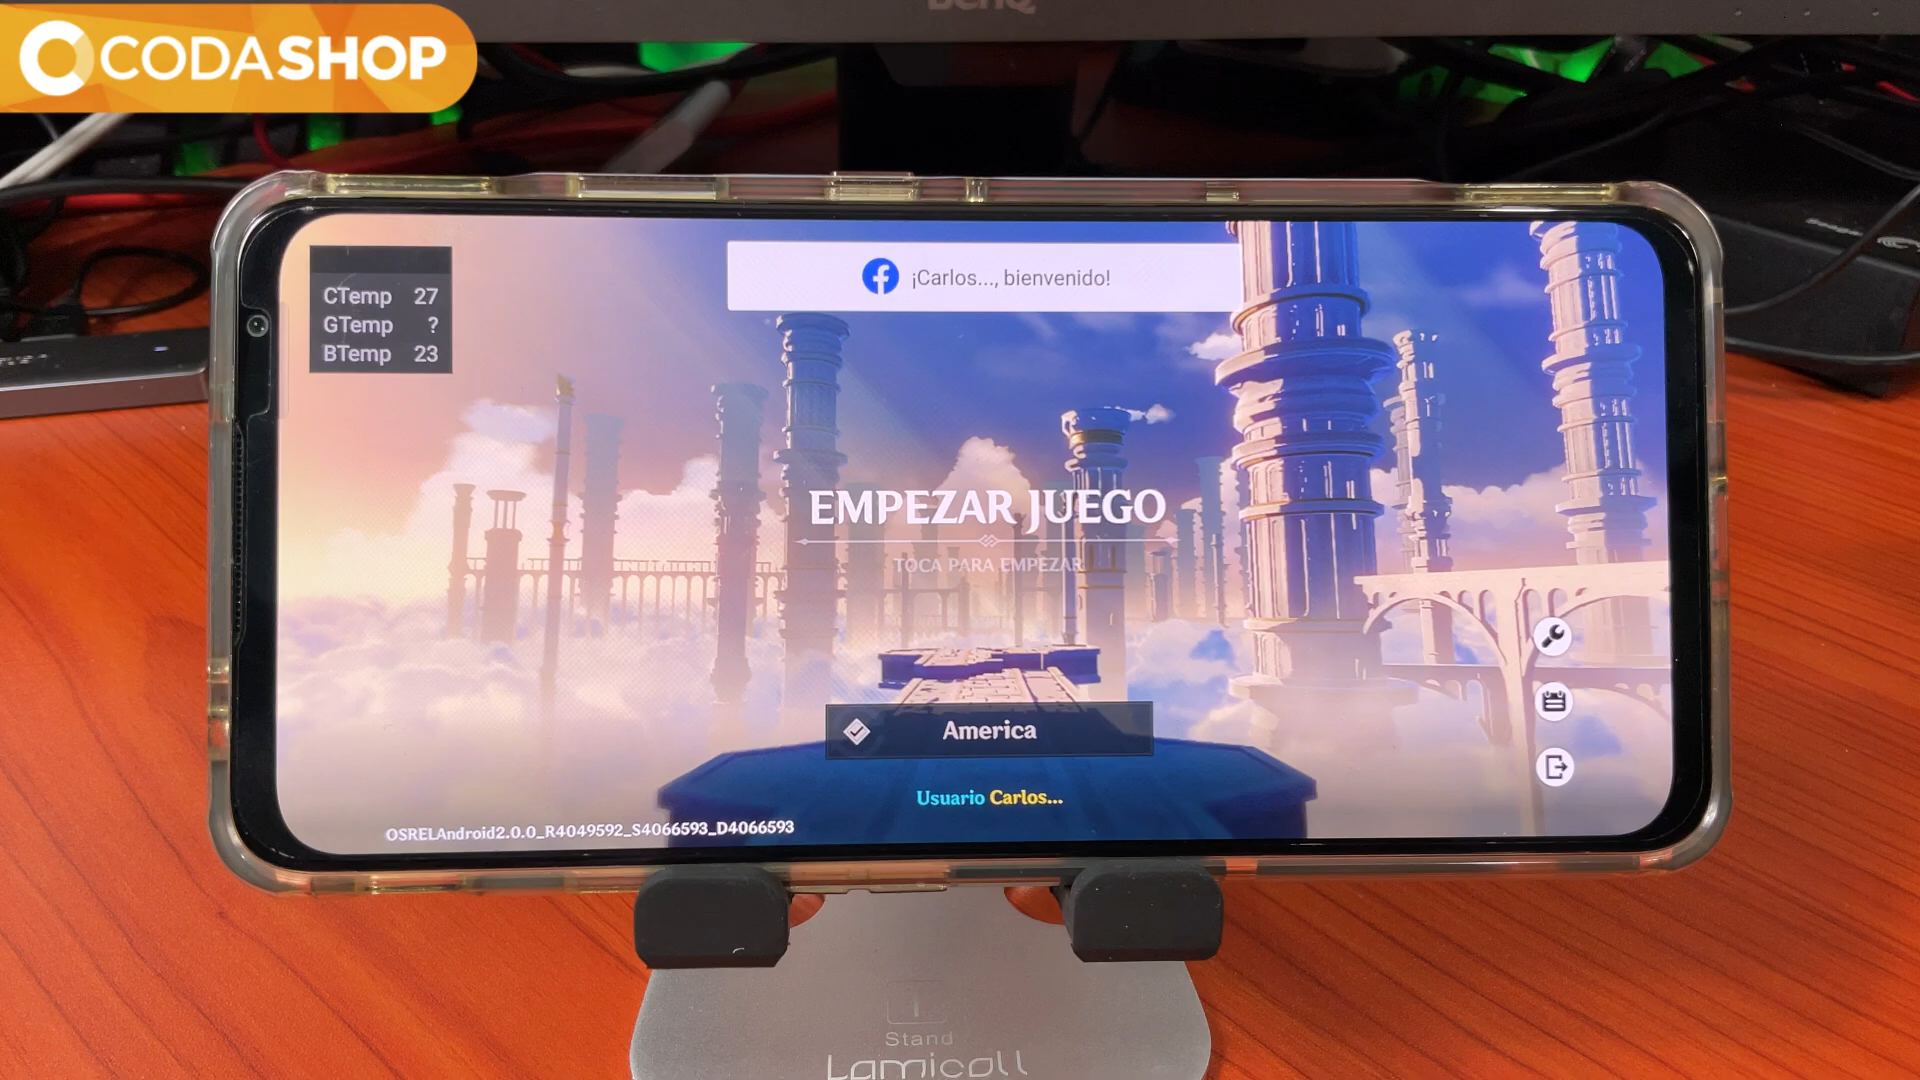 BenQ
CODASHOP
¡Carlos..., bienvenido!
CTemp 27
GTemp ?
BTemp 23
EMPEZAR JUEGO
TOCA PARA EMPEZAR
America
Usuario Carlos...
OSRELAndroid2.0.0_R4049592_S4066593_D4066593
Stand
Lamicall